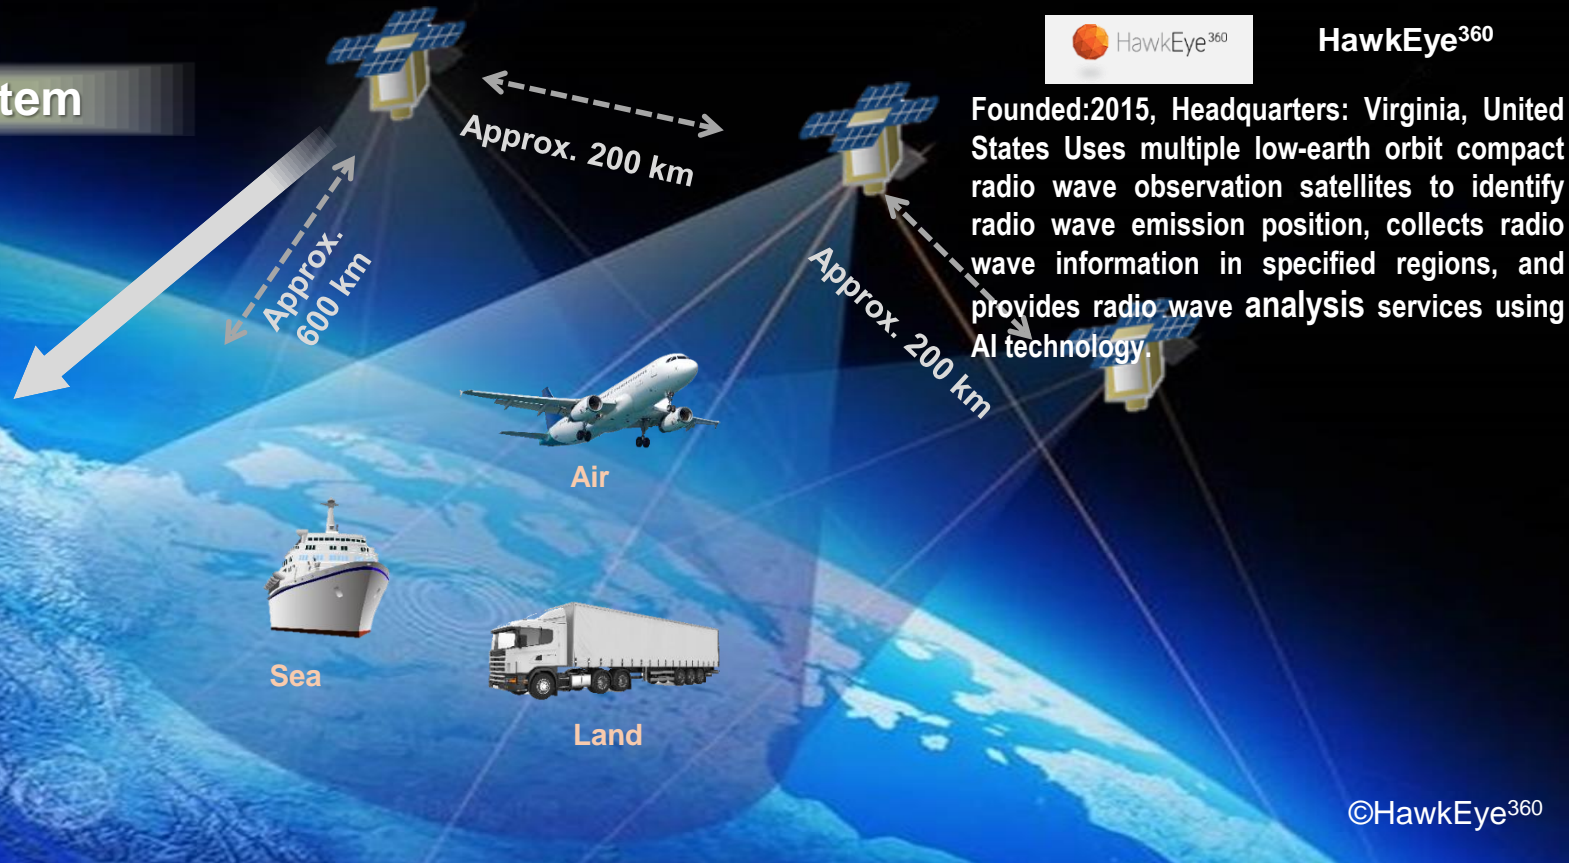 HawkEye360
HawkEye360
tem
Founded:2015, Headquarters: Virginia, United
States Uses multiple low-earth orbit compact
radio wave observation satellites to identify
radio wave emission position, collects radio
wave information in specified regions, and
provides radio wave analysis services using
AI technology.
Approx. 200 km
Approx.
600 km
Approx. 200 km
Air
Sea
Land
©HawkEye360